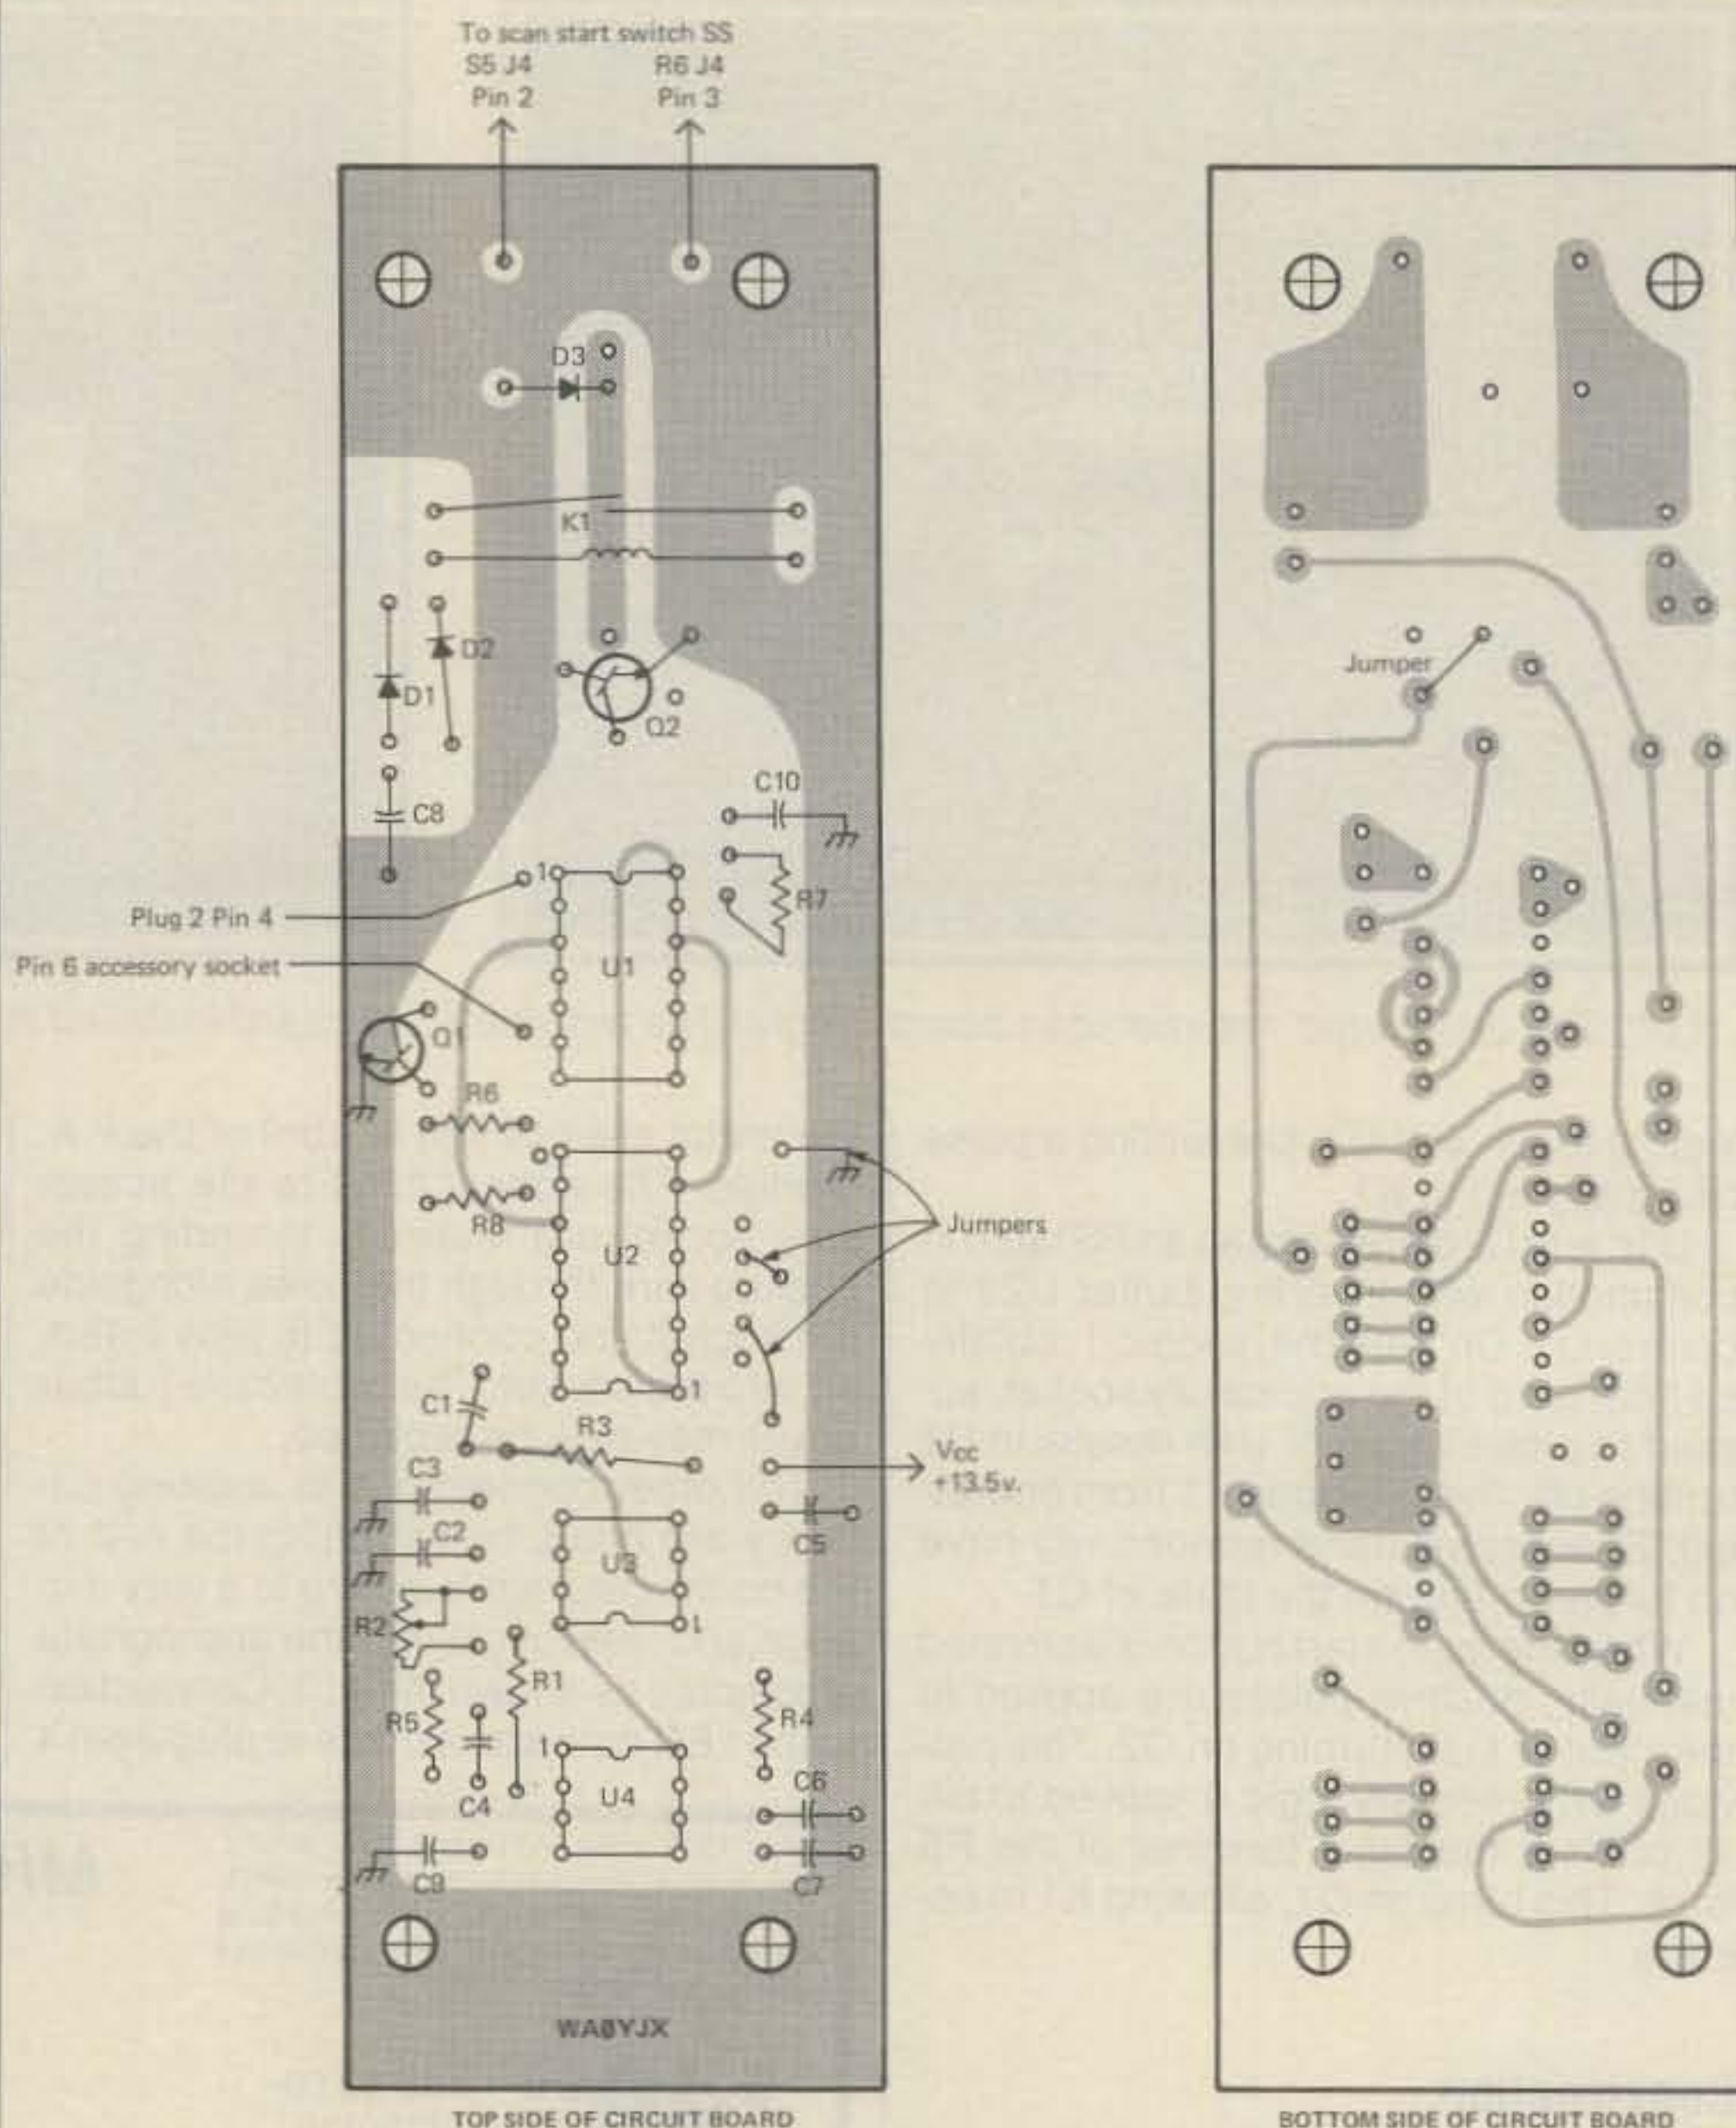 To scan start switch SS
S5 J4 R6 J4
Pin 2 Pin 3
D3
K1
D2
D1
Q2
C10
C8
1
R7
Plug 2 Pin 4
U1
Pin 6 accessory socket
Q1
R6
R8
Jumpers
U2
1
C1
R3
Vcc
+13.5v.
C3
C2
C5
U3
R2
1
R1
R5
R4
1
C4
U4
C6
C9
C7
WA8YJX
TOP SIDE OF CIRCUIT BOARD
Jumper
BOTTOM SIDE OF CIRCUIT BOARD